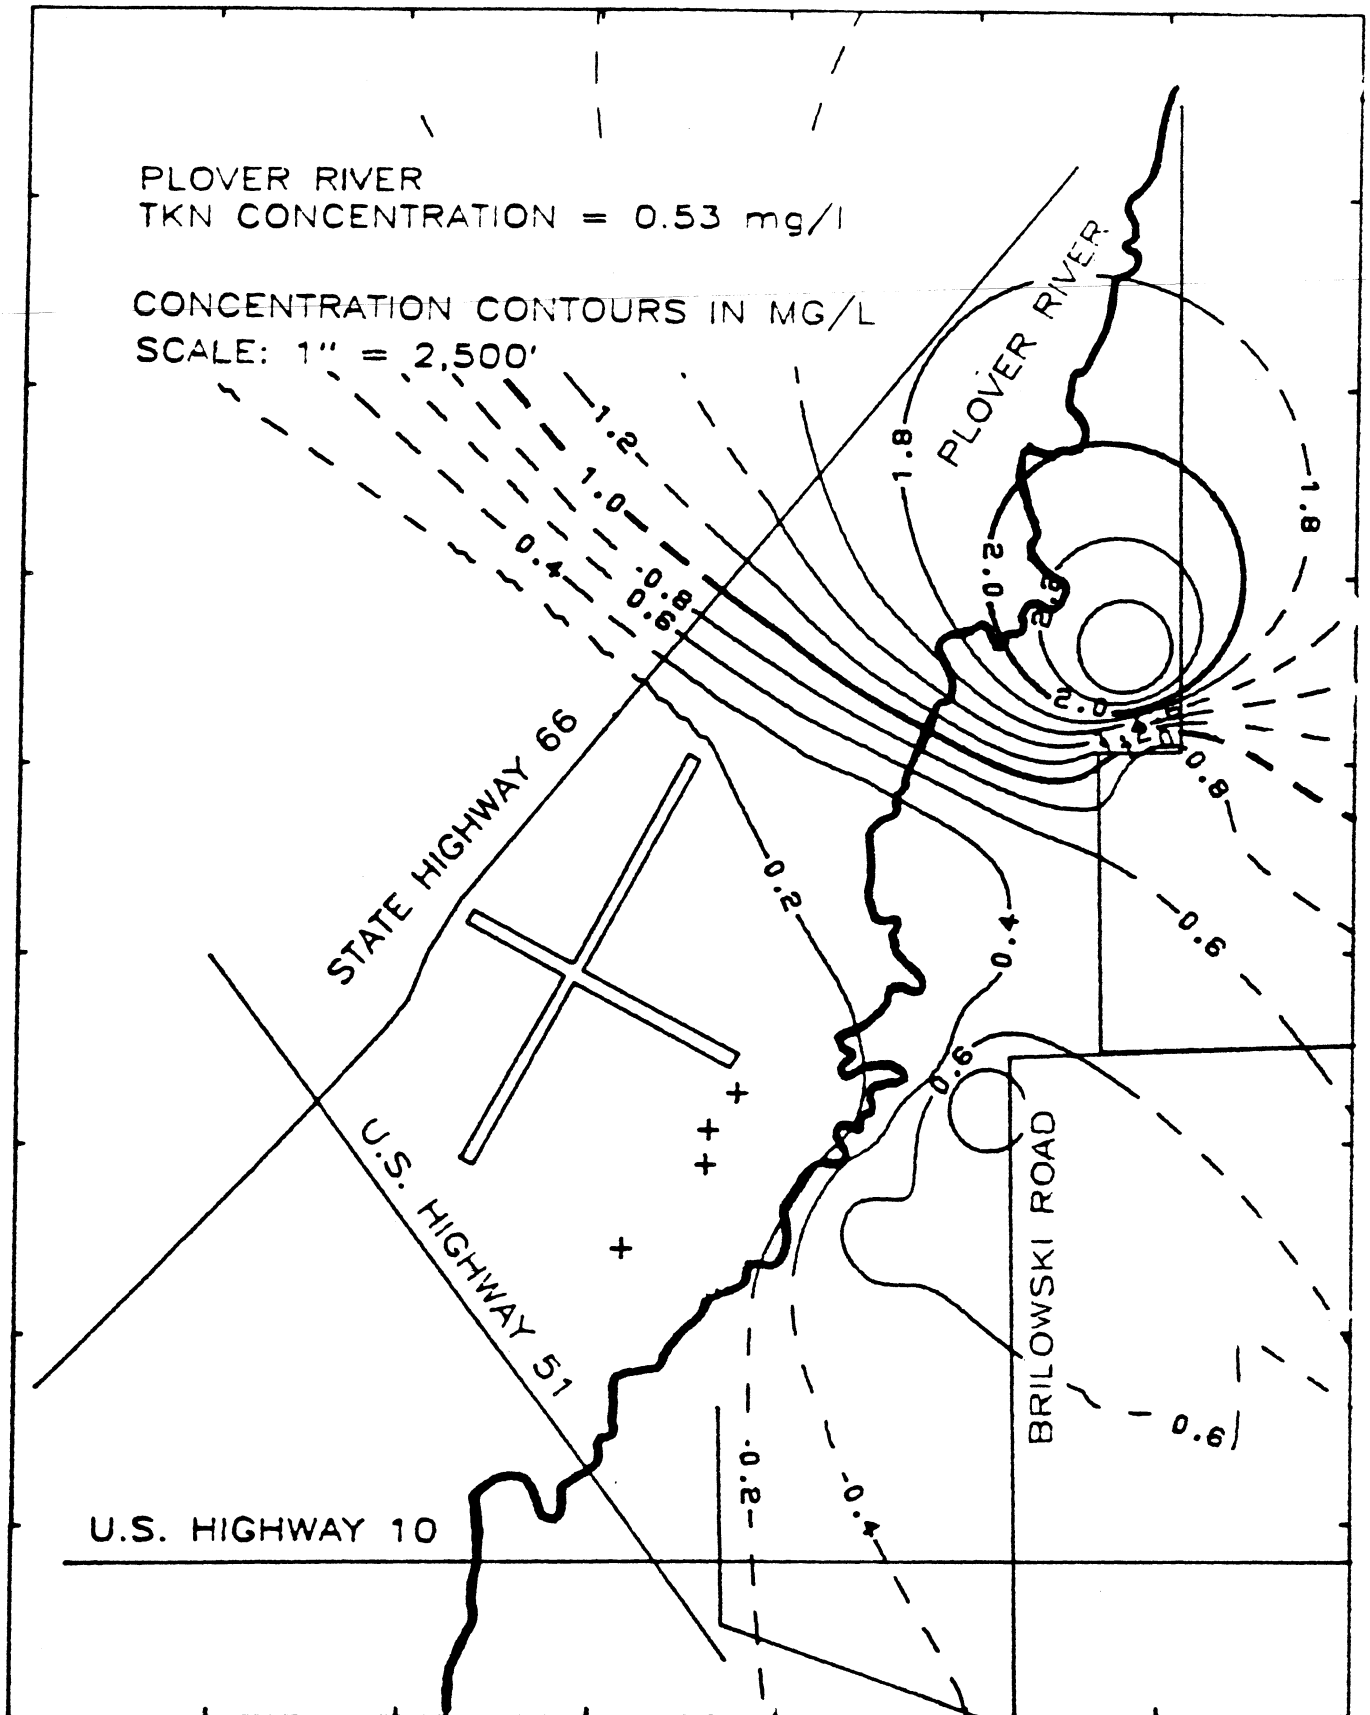 PLOVER RIVER
TKN CONCENTRATION = 0.53 mg/l
CONCENTRATION CONTOURS IN MG/L
SCALE: 1" = 2,500'
PLOVER RIVER
1.2
1.8
1.8
1.0
2.0
0.4
0.8
0.6
2.0
STATE HIGHWAY 66
0.8
0.2
0.6
0.4
0.6
U.S. HIGHWAY 51
BRILOWSKI ROAD
0.6
0.2
0.4
U.S. HIGHWAY 10